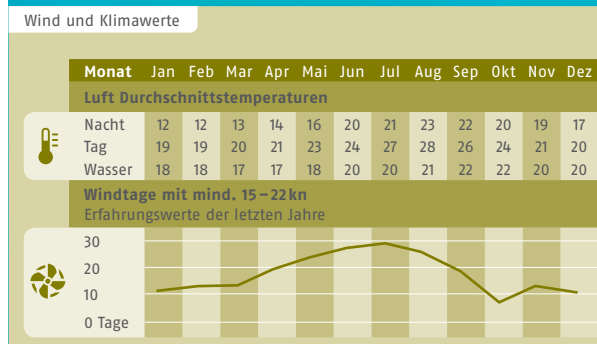 Wind und Klimawerte
Monat Jan Feb Mar Apr Mai Jun Jul Aug Sep Okt Nov Dez
Luft Durchschnittstemperaturen
Nacht 12 12 13 14 16 20 21 23 22 20 19 17
Tag 19 19 20 21 23 24 27 28 26 24 21 20
Wasser 18 18 17 17 18 20 20 21 22 22 20 20
Windtage mit mind. 15–22 kn
Erfahrungswerte der letzten Jahre
30
20
10
0 Tage